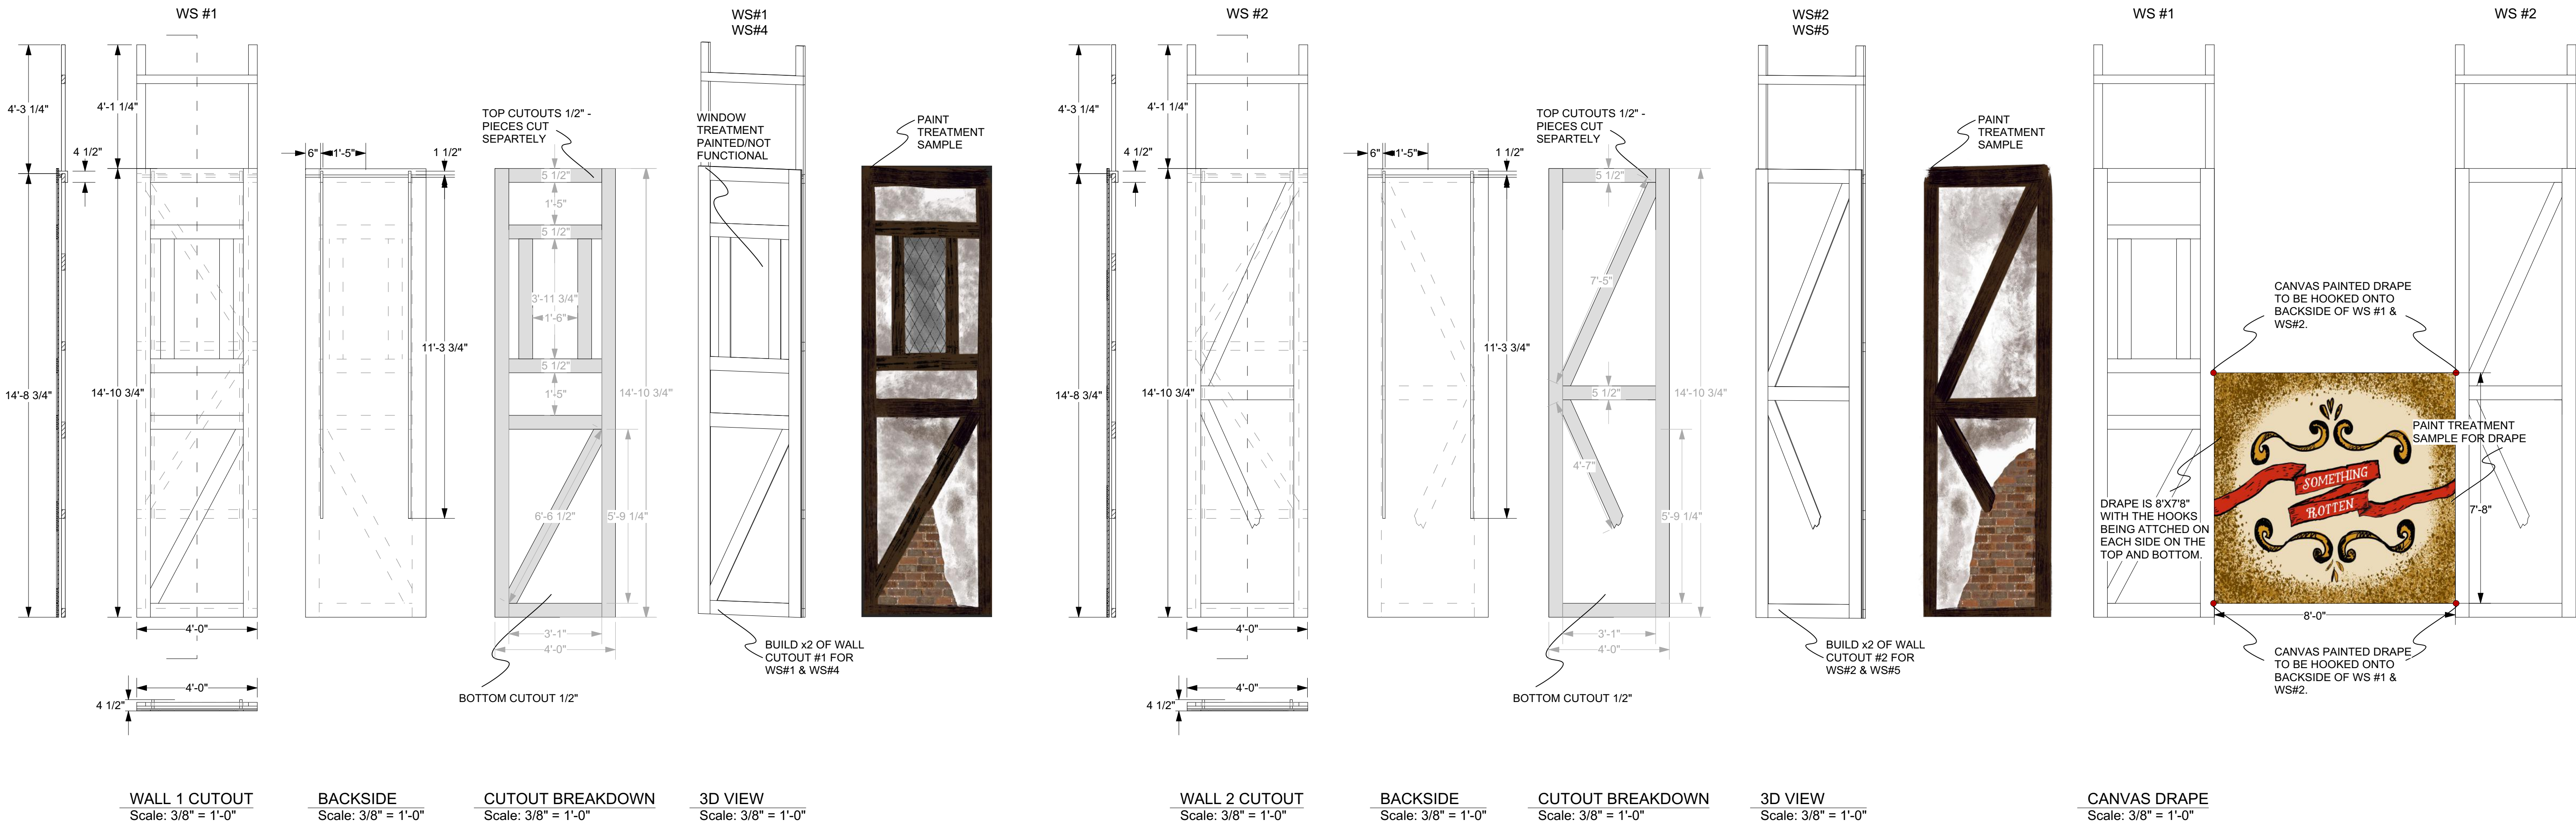 WS #1
4'-3 1/4"
4'-1 1/4"
4 1/2"
14'-8 3/4"
14'-10 3/4"
4'-0"
4'-0"
4 1/2"
6"
1'-5"
1 1/2"
11'-3 3/4"
TOP CUTOUTS 1/2" -
PIECES CUT
SEPARTELY
5 1/2"
1'-5"
5 1/2"
3'-11 3/4"
1'-6"
5 1/2"
1'-5"
14'-10 3/4"
6'-6 1/2"
5'-9 1/4"
3'-1"
4'-0"
BOTTOM CUTOUT 1/2"
WS#1
WS#4
WINDOW
TREATMENT
PAINTED/NOT
FUNCTIONAL
BUILD x2 OF WALL
CUTOUT #1 FOR
WS#1 & WS#4
PAINT
TREATMENT
SAMPLE
WS #2
4'-3 1/4"
4'-1 1/4"
4 1/2"
14'-8 3/4"
14'-10 3/4"
4'-0"
4'-0"
4 1/2"
6"
1'-5"
1 1/2"
11'-3 3/4"
TOP CUTOUTS 1/2" -
PIECES CUT
SEPARTELY
5 1/2"
7'-5"
5 1/2"
14'-10 3/4"
4'-7"
5'-9 1/4"
3'-1"
4'-0"
BOTTOM CUTOUT 1/2"
WS#2
WS#5
BUILD x2 OF WALL
CUTOUT #2 FOR
WS#2 & WS#5
PAINT
TREATMENT
SAMPLE
WS #1
WS #2
CANVAS PAINTED DRAPE
TO BE HOOKED ONTO
BACKSIDE OF WS #1 &
WS#2.
PAINT TREATMENT
SAMPLE FOR DRAPE
SOMETHING
ROTTEN
DRAPE IS 8'X7'8"
WITH THE HOOKS
BEING ATTCHED ON
EACH SIDE ON THE
TOP AND BOTTOM.
7'-8"
8'-0"
CANVAS PAINTED DRAPE
TO BE HOOKED ONTO
BACKSIDE OF WS #1 &
WS#2.
WALL 1 CUTOUT
Scale: 3/8" = 1'-0"
BACKSIDE
Scale: 3/8" = 1'-0"
CUTOUT BREAKDOWN
Scale: 3/8" = 1'-0"
3D VIEW
Scale: 3/8" = 1'-0"
WALL 2 CUTOUT
Scale: 3/8" = 1'-0"
BACKSIDE
Scale: 3/8" = 1'-0"
CUTOUT BREAKDOWN
Scale: 3/8" = 1'-0"
3D VIEW
Scale: 3/8" = 1'-0"
CANVAS DRAPE
Scale: 3/8" = 1'-0"